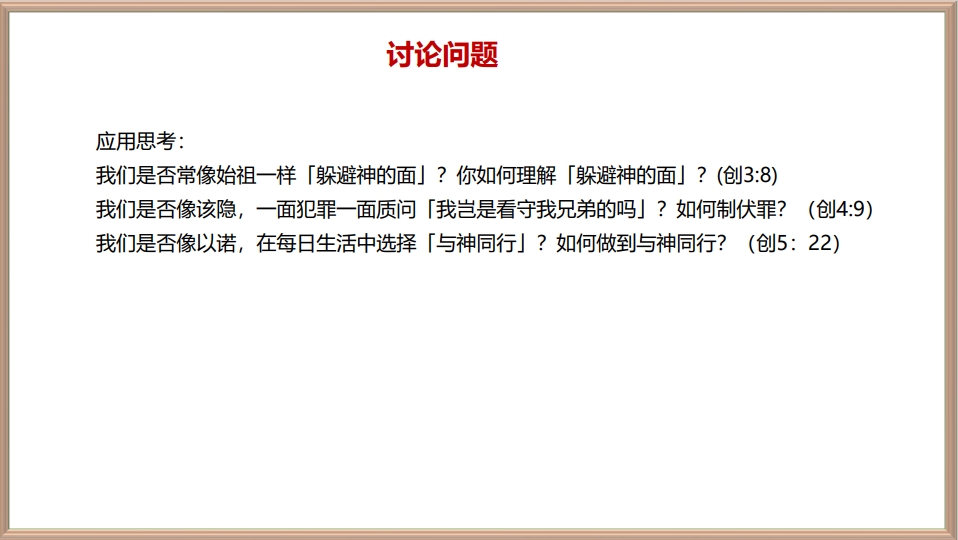 讨论问题
应用思考：
我们是否常像始祖一样「躲避神的面」？你如何理解「躲避神的面」？(创3:8)
我们是否像该隐，一面犯罪一面质问「我岂是看守我兄弟的吗」？如何制伏罪？（创4:9）
我们是否像以诺，在每日生活中选择「与神同行」？如何做到与神同行？（创5：22）